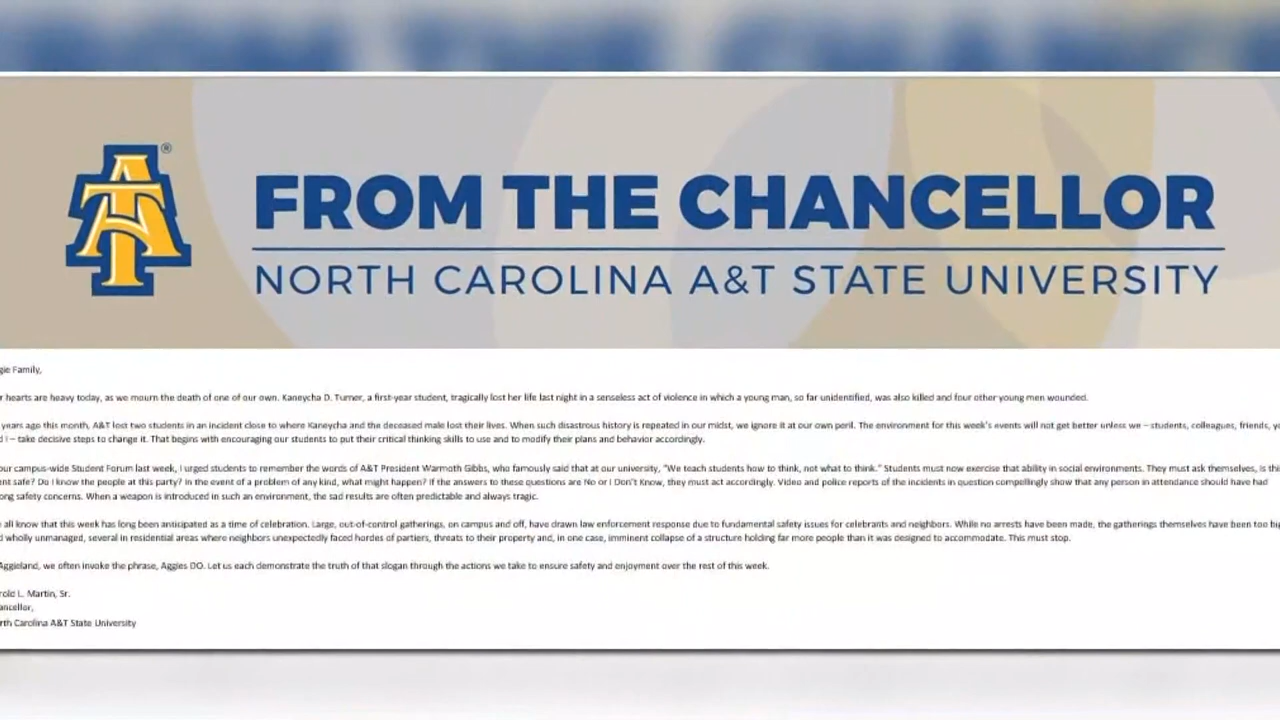 FROM THE CHANCELLOR
NORTH CAROLINA A&T STATE UNIVERSITY
gie Family,
r hearts are heavy today, as we mourn the death of one of our own. Kaneycha D. Turner, a first-year student, tragically lost her life last night in a senseless act of violence in which a young man, so far unidentified, was also killed and four other young men wounded.
years ago this month, A&T lost two students in an incident close to where Kaneycha and the deceased male lost their lives. When such disastrous history is repeated in our midst, we ignore it at our own peril. The environment for this week's events will not get better unless we – students, colleagues, friends, yo
d I – take decisive steps to change it. That begins with encouraging our students to put their critical thinking skills to use and to modify their plans and behavior accordingly.
our campus-wide Student Forum last week, I urged students to remember the words of A&T President Warmoth Gibbs, who famously said that at our university, "We teach students how to think, not what to think." Students must now exercise that ability in social environments. They must ask themselves, is thi
ent safe? Do I know the people at this party? In the event of a problem of any kind, what might happen? If the answers to these questions are No or I Don't Know, they must act accordingly. Video and police reports of the incidents in question compellingly show that any person in attendance should have had
ong safety concerns. When a weapon is introduced in such an environment, the sad results are often predictable and always tragic.
e all know that this week has long been anticipated as a time of celebration. Large, out-of-control gatherings, on campus and off, have drawn law enforcement response due to fundamental safety issues for celebrants and neighbors. While no arrests have been made, the gatherings themselves have been too big
d wholly unmanaged, several in residential areas where neighbors unexpectedly faced hordes of partiers, threats to their property and, in one case, imminent collapse of a structure holding far more people than it was designed to accommodate. This must stop.
Aggieland, we often invoke the phrase, Aggies DO. Let us each demonstrate the truth of that slogan through the actions we take to ensure safety and enjoyment over the rest of this week.
rold L. Martin, Sr.
ancellor,
rth Carolina A&T State University